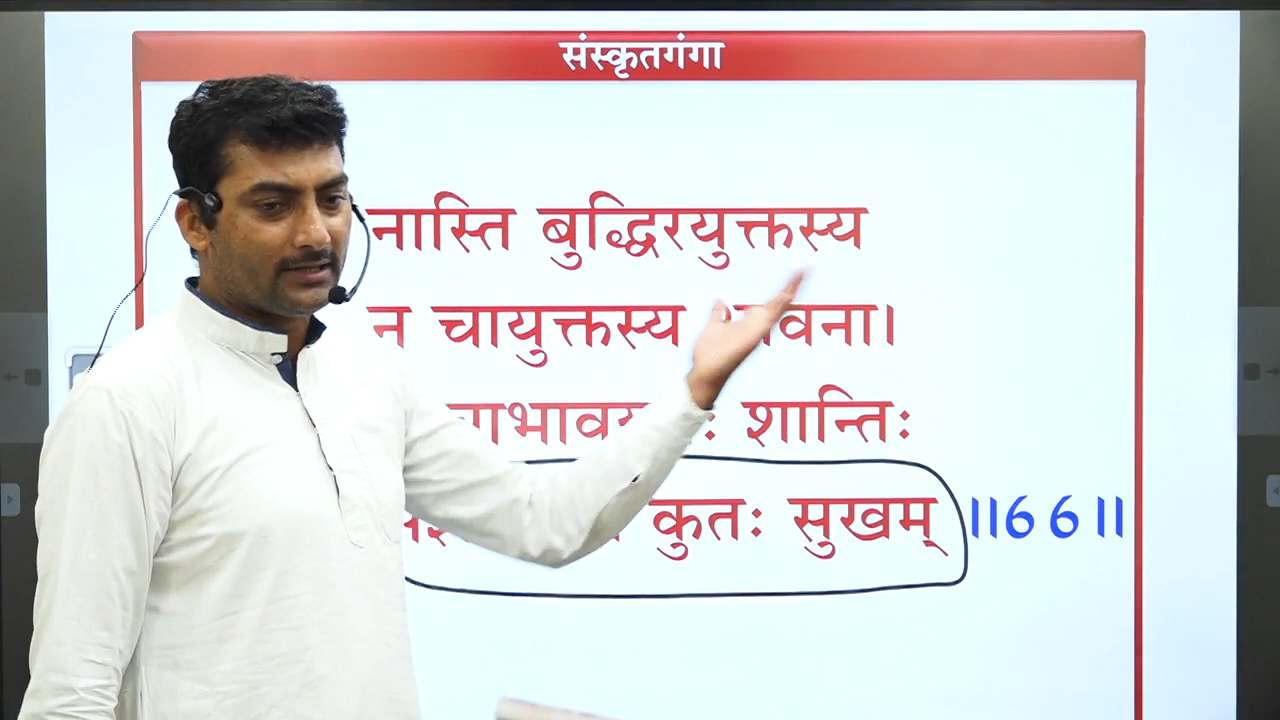 संस्कृतगंगा
नास्ति बुद्धिरयुक्तस्य
न चायुक्तस्य
शान्तिः
कुतः सुखम् ॥66॥